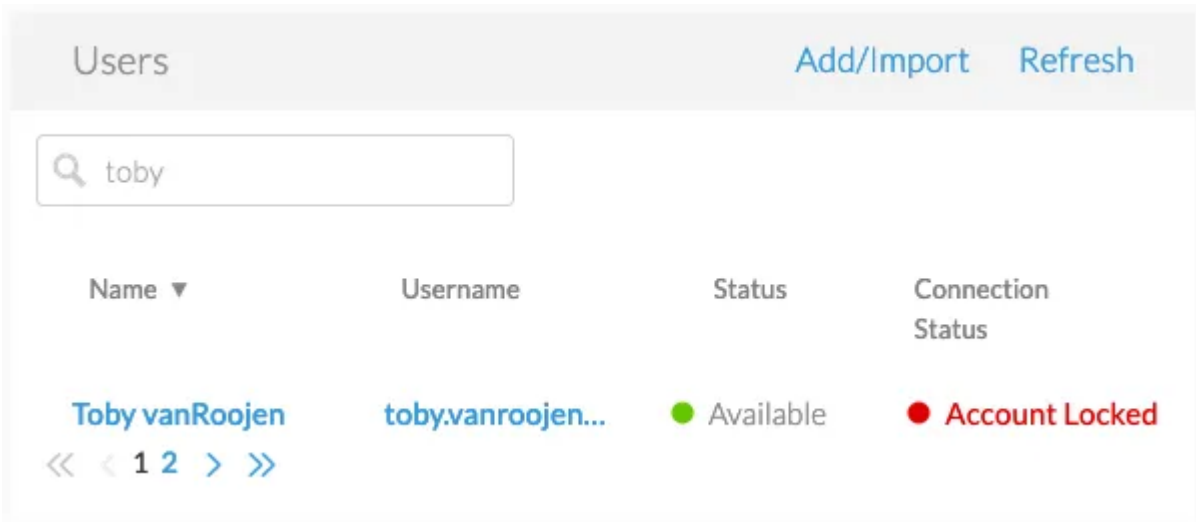 Users Add/Import Refresh
toby
Name ▼ Username Status Connection
Status
Toby vanRoojen toby.vanroojen... Available Account Locked
1 2